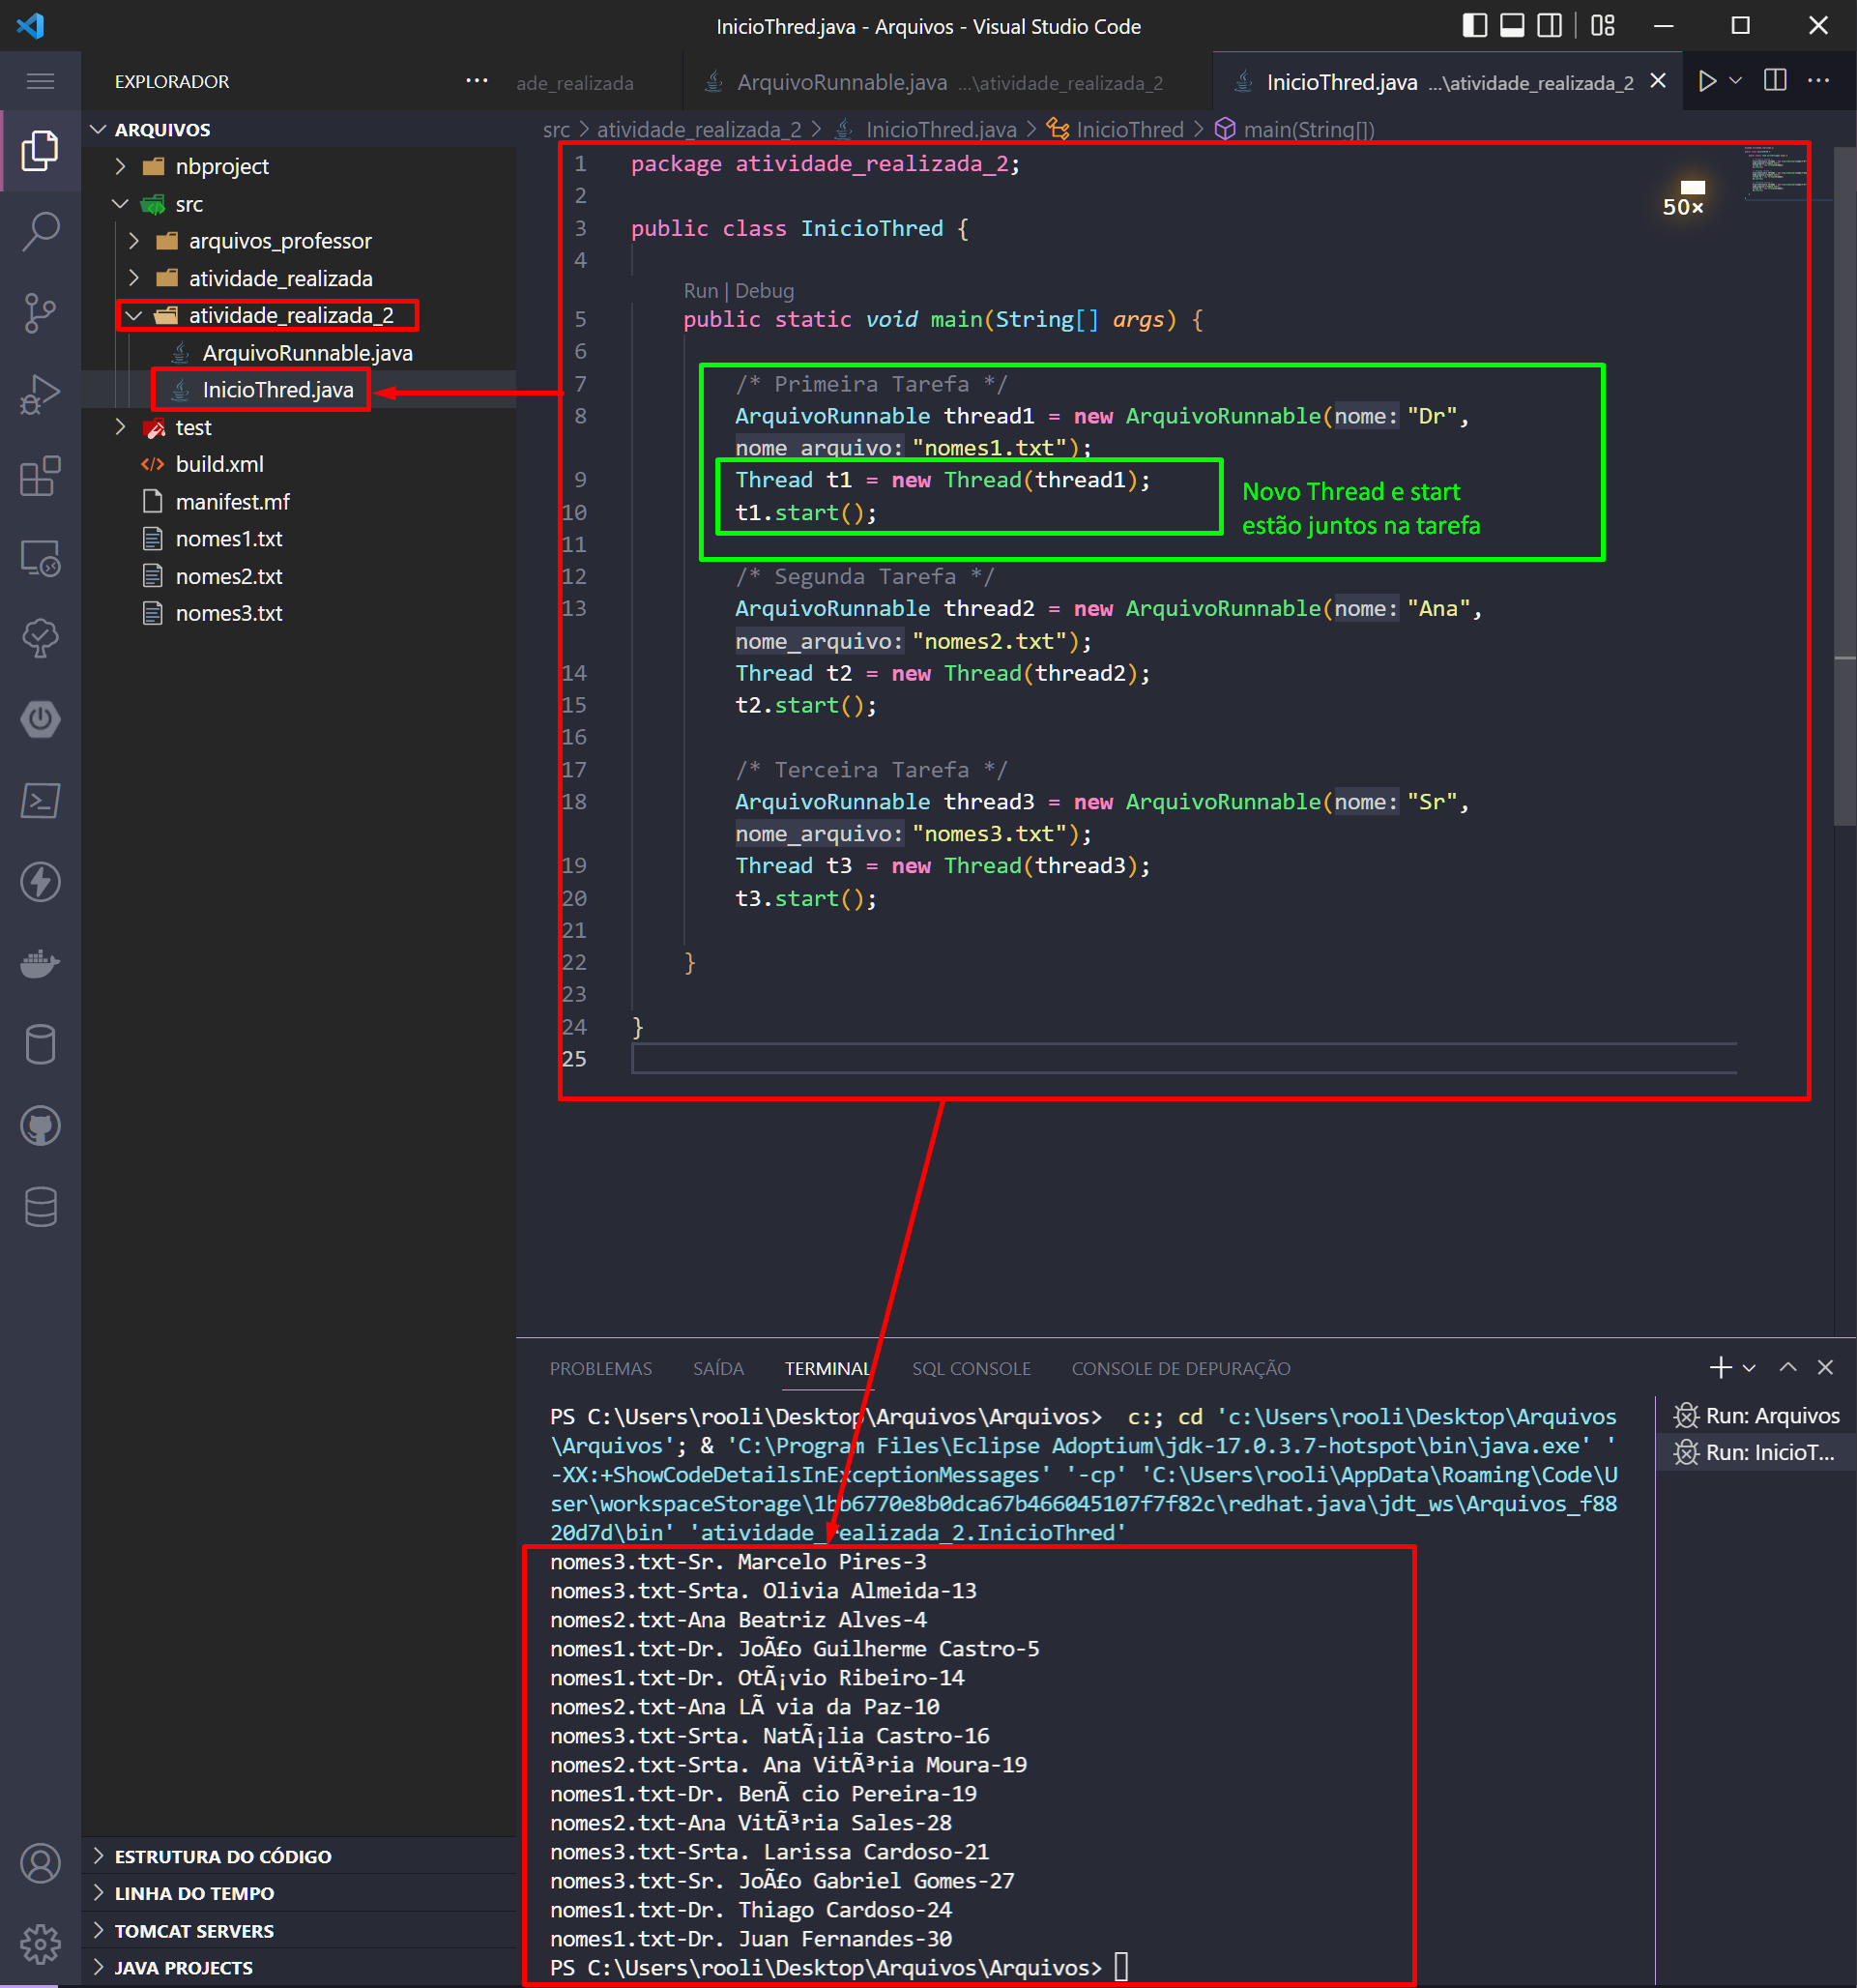 InicioThred.java - Arquivos - Visual Studio Code
EXPLORADOR
ade_realizada
ArquivoRunnable.java ...\atividade_realizada_2
InicioThred.java ...\atividade_realizada_2
ARQUIVOS
nbproject
src
arquivos_professor
atividade_realizada
atividade_realizada_2
ArquivoRunnable.java
InicioThred.java
test
build.xml
manifest.mf
nomes1.txt
nomes2.txt
nomes3.txt
ESTRUTURA DO CÓDIGO
LINHA DO TEMPO
TOMCAT SERVERS
JAVA PROJECTS
src > atividade_realizada_2 > InicioThred.java > InicioThred > main(String[])
50×
1 package atividade_realizada_2;
2
3 public class InicioThred {
4
Run | Debug
5 public static void main(String[] args) {
6
7 /* Primeira Tarefa */
8 ArquivoRunnable thread1 = new ArquivoRunnable(nome: "Dr",
nome_arquivo: "nomes1.txt");
9 Thread t1 = new Thread(thread1);
10 t1.start();
Novo Thread e start
estão juntos na tarefa
11
12 /* Segunda Tarefa */
13 ArquivoRunnable thread2 = new ArquivoRunnable(nome: "Ana",
nome_arquivo: "nomes2.txt");
14 Thread t2 = new Thread(thread2);
15 t2.start();
16
17 /* Terceira Tarefa */
18 ArquivoRunnable thread3 = new ArquivoRunnable(nome: "Sr",
nome_arquivo: "nomes3.txt");
19 Thread t3 = new Thread(thread3);
20 t3.start();
21
22 }
23
24 }
25
PROBLEMAS SAÍDA TERMINAL SQL CONSOLE CONSOLE DE DEPURAÇÃO
PS C:\Users\rooli\Desktop\Arquivos\Arquivos> c:; cd 'c:\Users\rooli\Desktop\Arquivos
\Arquivos'; & 'C:\Program Files\Eclipse Adoptium\jdk-17.0.3.7-hotspot\bin\java.exe' '
-XX:+ShowCodeDetailsInExceptionMessages' '-cp' 'C:\Users\rooli\AppData\Roaming\Code\U
ser\workspaceStorage\1bb6770e8b0dca67b466045107f7f82c\redhat.java\jdt_ws\Arquivos_f88
20d7d\bin' 'atividade_realizada_2.InicioThred'
nomes3.txt-Sr. Marcelo Pires-3
nomes3.txt-Srta. Olivia Almeida-13
nomes2.txt-Ana Beatriz Alves-4
nomes1.txt-Dr. JoÃ£o Guilherme Castro-5
nomes1.txt-Dr. OtÃ¡vio Ribeiro-14
nomes2.txt-Ana LÃ via da Paz-10
nomes3.txt-Srta. NatÃ¡lia Castro-16
nomes2.txt-Srta. Ana VitÃ³ria Moura-19
nomes1.txt-Dr. BenÃ cio Pereira-19
nomes2.txt-Ana VitÃ³ria Sales-28
nomes3.txt-Srta. Larissa Cardoso-21
nomes3.txt-Sr. JoÃ£o Gabriel Gomes-27
nomes1.txt-Dr. Thiago Cardoso-24
nomes1.txt-Dr. Juan Fernandes-30
PS C:\Users\rooli\Desktop\Arquivos\Arquivos>
Run: Arquivos
Run: InicioT...